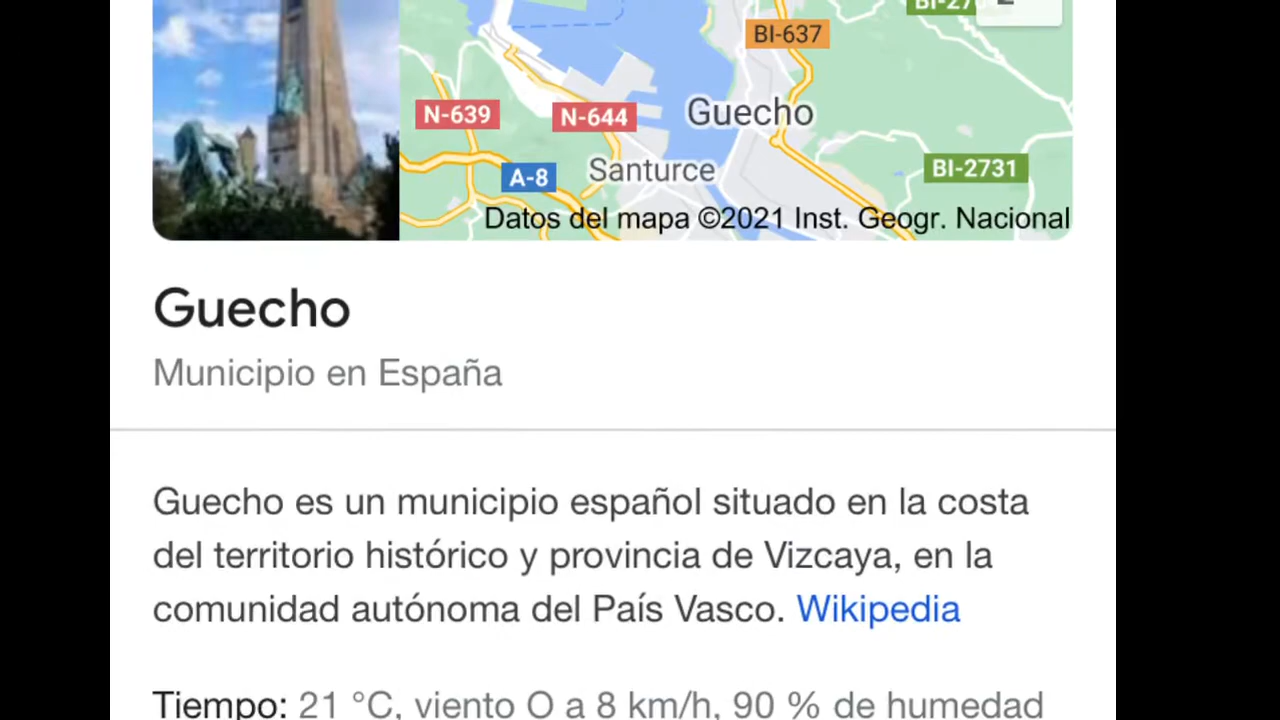 BI-637
N-639
N-644
Guecho
Santurce
A-8
BI-2731
Datos del mapa ©2021 Inst. Geogr. Nacional
Guecho
Municipio en España
Guecho es un municipio español situado en la costa
del territorio histórico y provincia de Vizcaya, en la
comunidad autónoma del País Vasco. Wikipedia
Tiempo: 21 °C, viento O a 8 km/h, 90 % de humedad